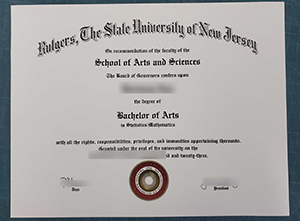 Rutgers, The State University of New Jersey
On recommendation of the faculty of the
School of Arts and Sciences
The Board of Governors confers upon
the degree of
Bachelor of Arts
in Statistics/Mathematics
with all the rights, responsibilities, privileges, and immunities appertaining thereunto.
Granted under the seal of the university on the
and twenty-three.
Date
President